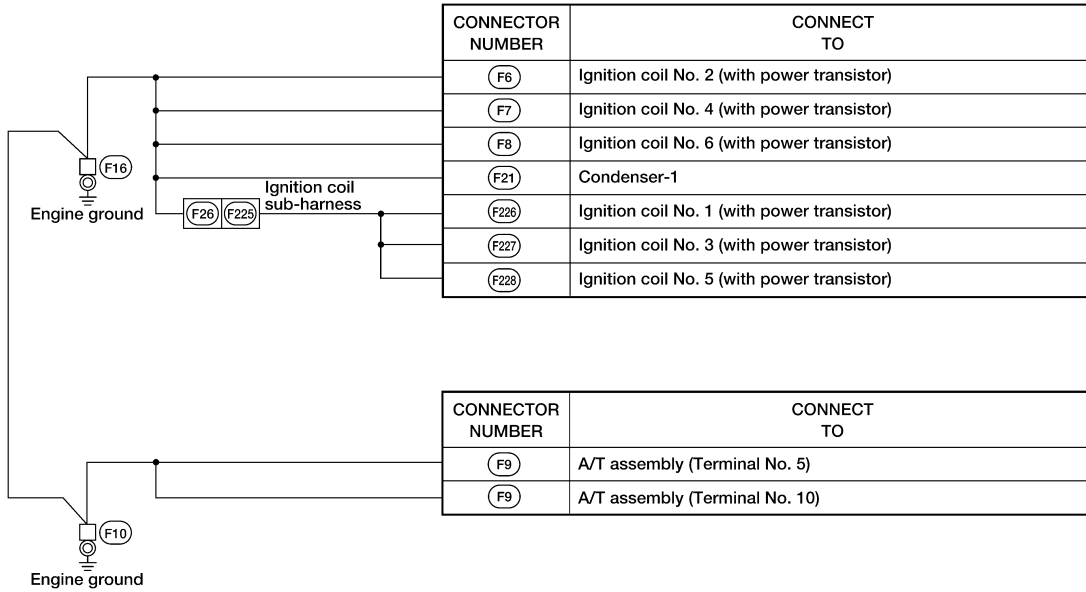 CONNECTOR NUMBER
CONNECT TO
F6 Ignition coil No. 2 (with power transistor)
F7 Ignition coil No. 4 (with power transistor)
F8 Ignition coil No. 6 (with power transistor)
F21 Condenser-1
F226 Ignition coil No. 1 (with power transistor)
F227 Ignition coil No. 3 (with power transistor)
F228 Ignition coil No. 5 (with power transistor)
F16
Engine ground
F26 F225
Ignition coil
sub-harness
CONNECTOR NUMBER
CONNECT TO
F9 A/T assembly (Terminal No. 5)
F9 A/T assembly (Terminal No. 10)
F10
Engine ground